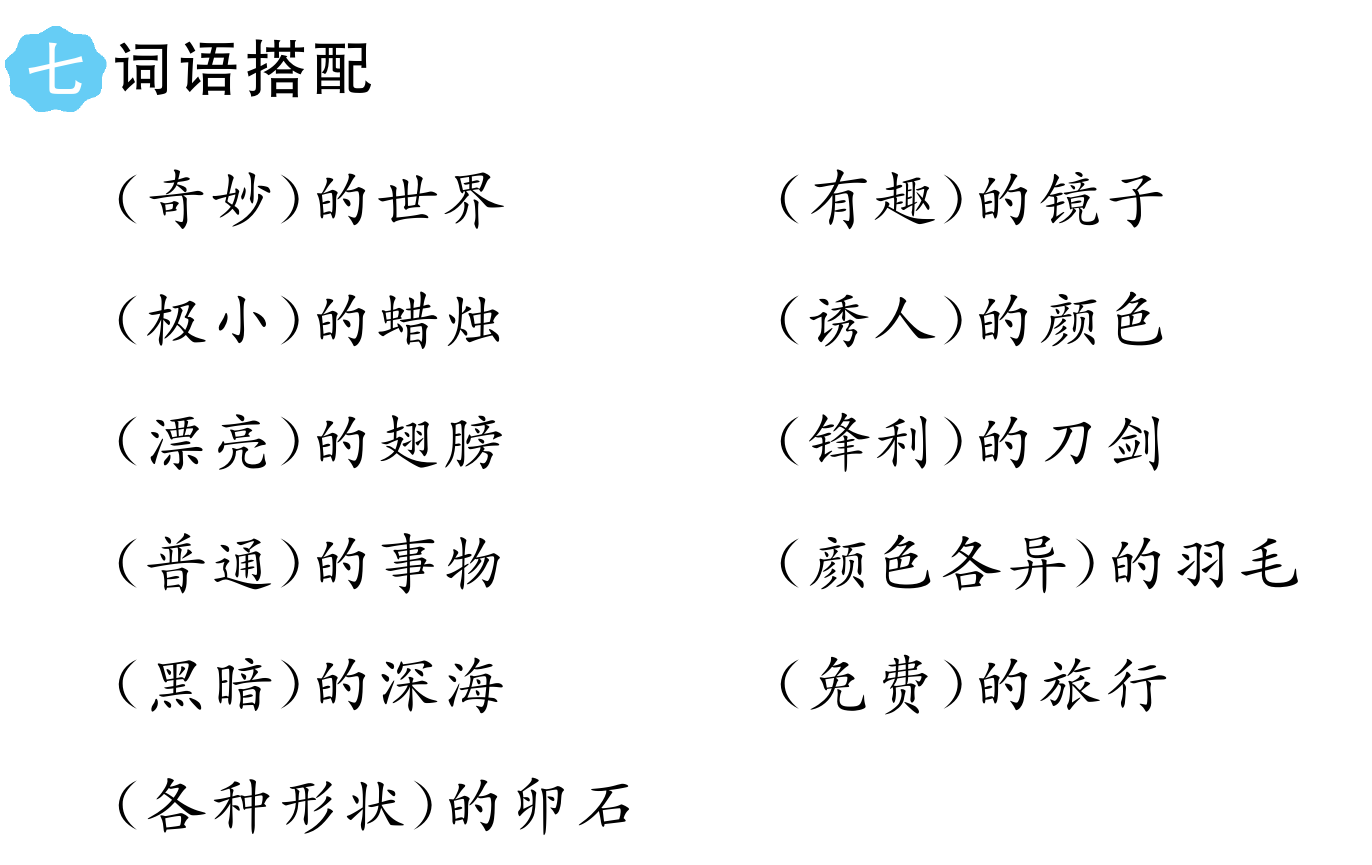 七 词语搭配
（奇妙）的世界 （有趣）的镜子
（极小）的蜡烛 （诱人）的颜色
（漂亮）的翅膀 （锋利）的刀剑
（普通）的事物 （颜色各异）的羽毛
（黑暗）的深海 （免费）的旅行
（各种形状）的卵石